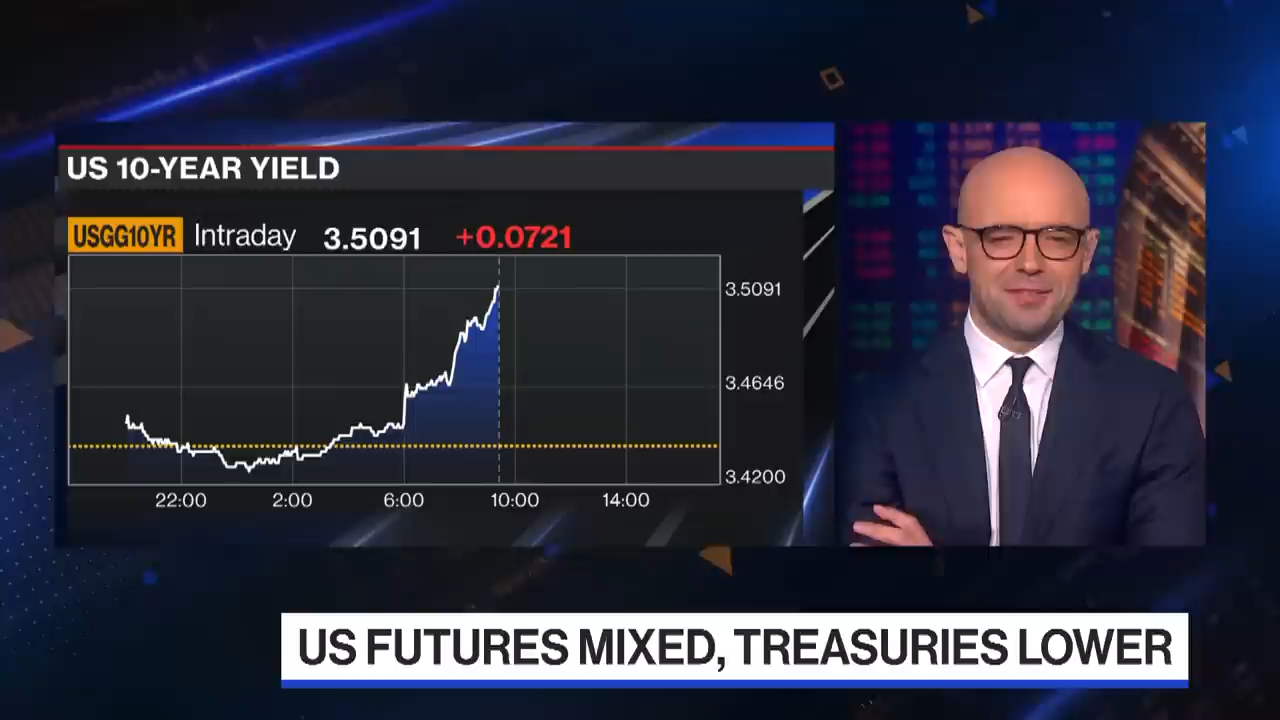 US 10-YEAR YIELD
USGG10YR Intraday 3.5091 +0.0721
3.5091
3.4646
3.4200
22:00 2:00 6:00 10:00 14:00
US FUTURES MIXED, TREASURIES LOWER